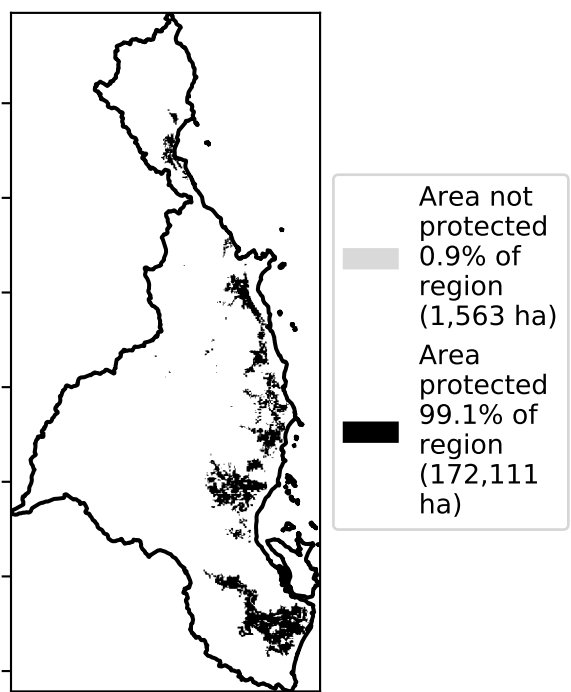 Area not
protected
0.9% of
region
(1,563 ha)
Area
protected
99.1% of
region
(172,111
ha)